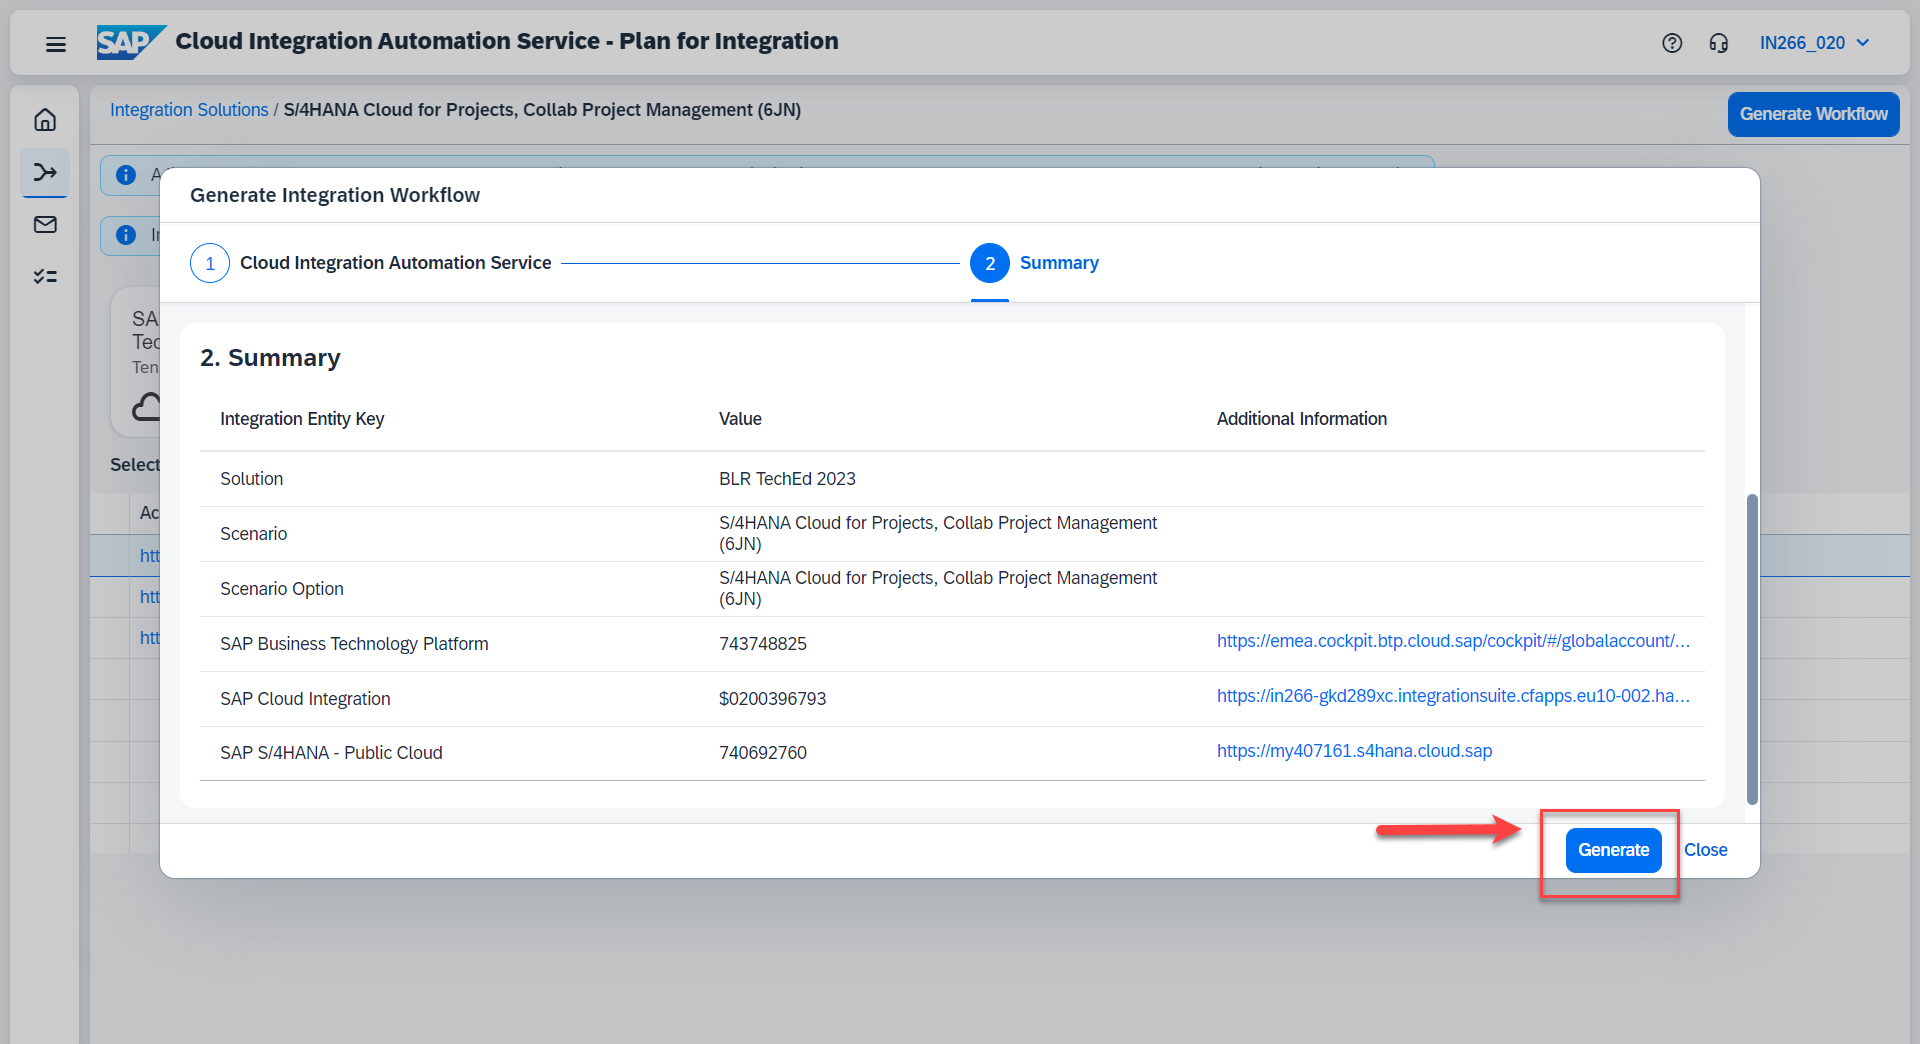 SAP Cloud Integration Automation Service - Plan for Integration
IN266_020
Integration Solutions / S/4HANA Cloud for Projects, Collab Project Management (6JN)
Generate Workflow
Generate Integration Workflow
1 Cloud Integration Automation Service
2 Summary
2. Summary
Integration Entity Key Value Additional Information
Solution BLR TechEd 2023
Scenario S/4HANA Cloud for Projects, Collab Project Management
(6JN)
Scenario Option S/4HANA Cloud for Projects, Collab Project Management
(6JN)
SAP Business Technology Platform 743748825 https://emea.cockpit.btp.cloud.sap/cockpit/#/globalaccount/...
SAP Cloud Integration $0200396793 https://in266-gkd289xc.integrationsuite.cfapps.eu10-002.ha...
SAP S/4HANA - Public Cloud 740692760 https://my407161.s4hana.cloud.sap
SA
Tec
Ten
Select
Ac
htt
htt
htt
Generate
Close